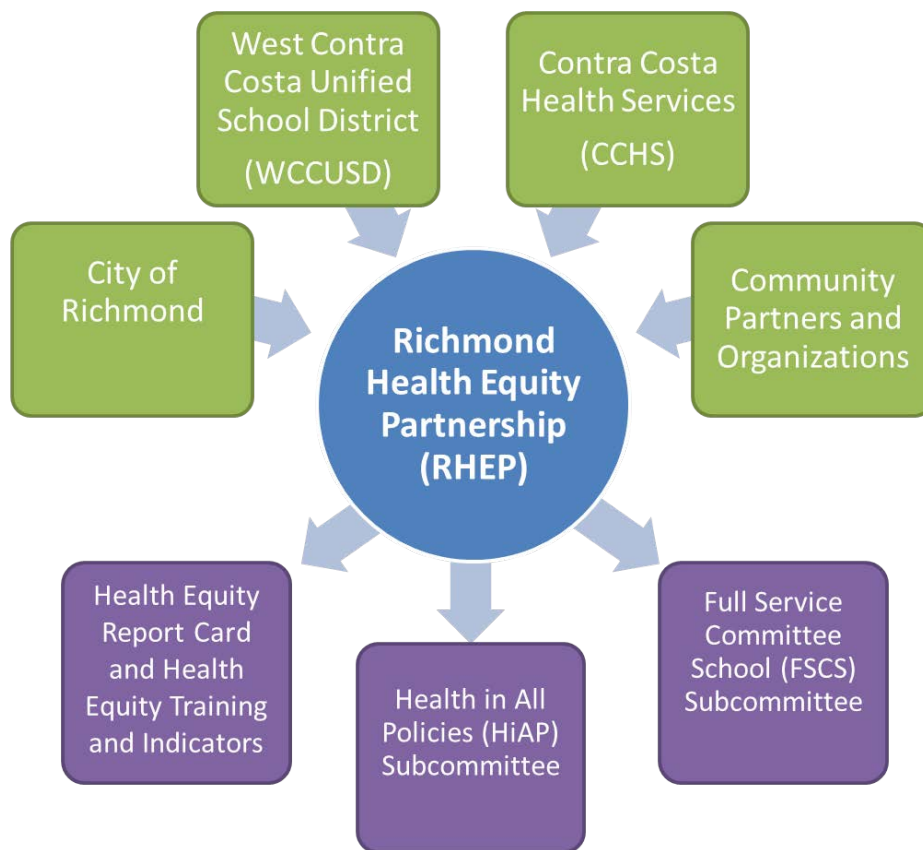 West Contra
Costa Unified
School District
(WCCUSD)
Contra Costa
Health Services
(CCHS)
City of
Richmond
Community
Partners and
Organizations
Richmond
Health Equity
Partnership
(RHEP)
Health Equity
Report Card
and Health
Equity Training
and Indicators
Health in All
Policies (HiAP)
Subcommittee
Full Service
Committee
School (FSCS)
Subcommittee